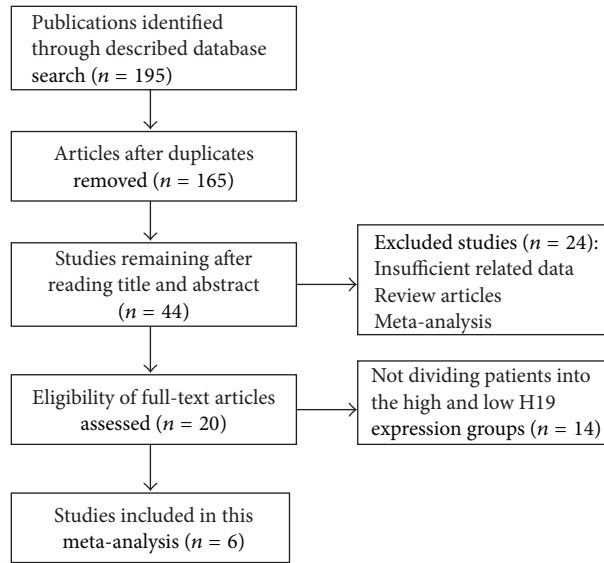 Publications identified
through described database
search (n = 195)
Articles after duplicates
removed (n = 165)
Studies remaining after
reading title and abstract
(n = 44)
Excluded studies (n = 24):
Insufficient related data
Review articles
Meta-analysis
Eligibility of full-text articles
assessed (n = 20)
Not dividing patients into
the high and low H19
expression groups (n = 14)
Studies included in this
meta-analysis (n = 6)